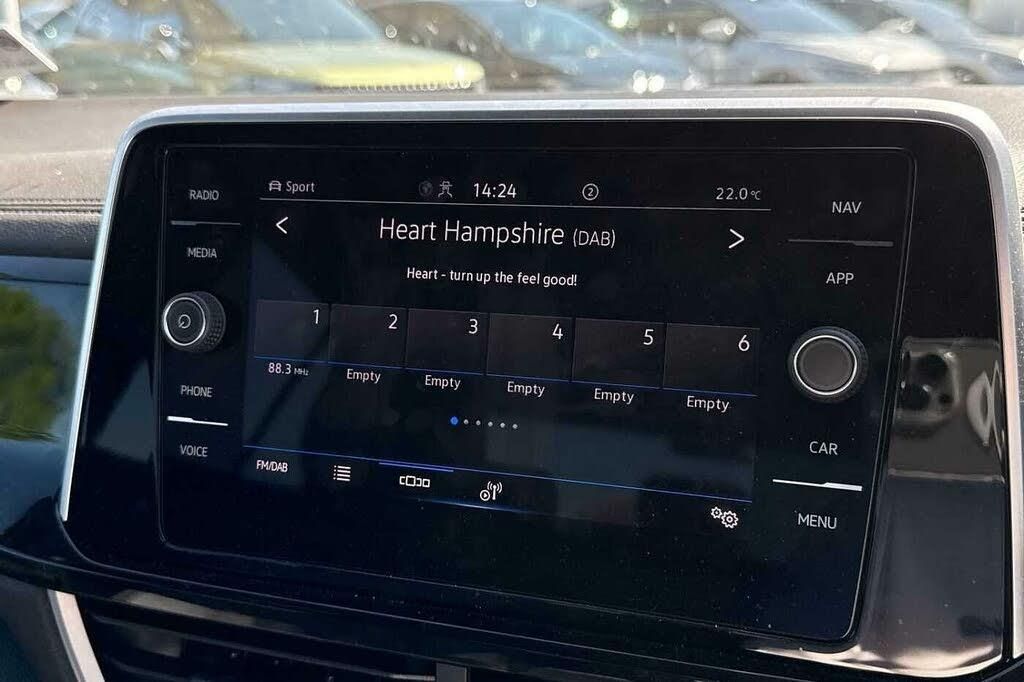 RADIO
MEDIA
PHONE
VOICE
Sport 14:24 2 22.0 °C
Heart Hampshire (DAB)
Heart - turn up the feel good!
1 2 3 4 5 6
88.3 MHz Empty Empty Empty Empty Empty
FM/DAB
NAV
APP
CAR
MENU